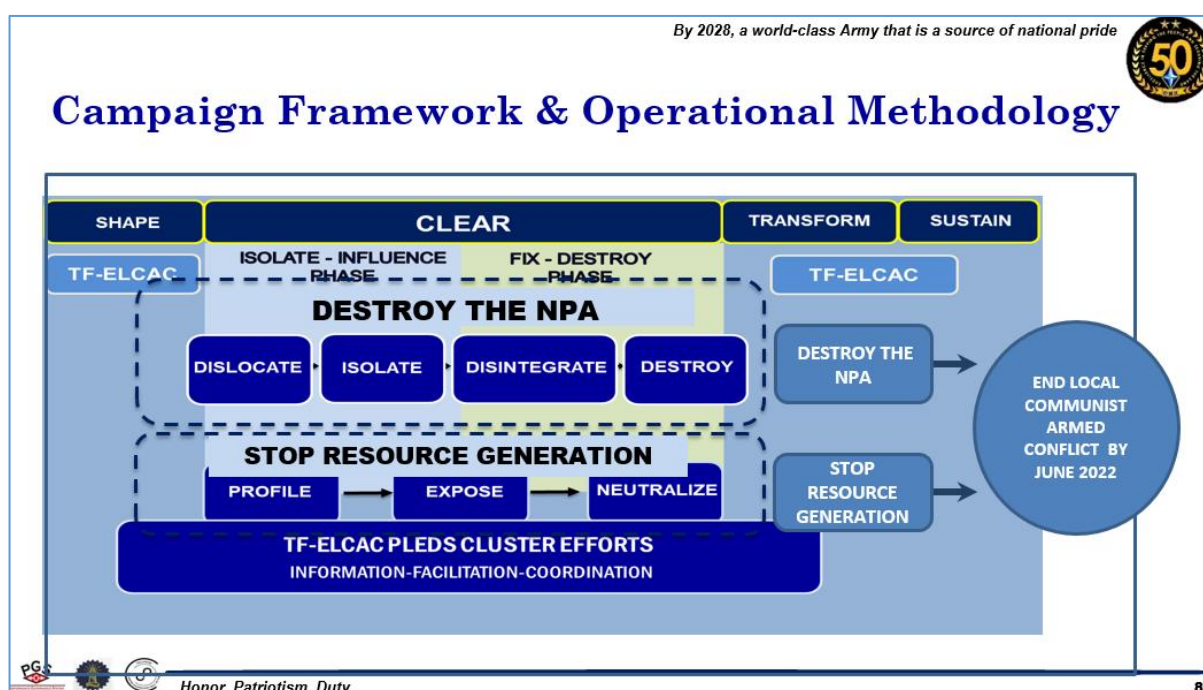 By 2028, a world-class Army that is a source of national pride
50
Campaign Framework & Operational Methodology
SHAPE
CLEAR
TRANSFORM
SUSTAIN
TF-ELCAC
ISOLATE - INFLUENCE
PHASE
FIX - DESTROY
PHASE
TF-ELCAC
DESTROY THE NPA
DISLOCATE
ISOLATE
DISINTEGRATE
DESTROY
DESTROY THE
NPA
STOP RESOURCE GENERATION
PROFILE
EXPOSE
NEUTRALIZE
STOP
RESOURCE
GENERATION
END LOCAL
COMMUNIST
ARMED
CONFLICT BY
JUNE 2022
TF-ELCAC PLEDS CLUSTER EFFORTS
INFORMATION-FACILITATION-COORDINATION
PGS
Honor. Patriotism. Duty
8